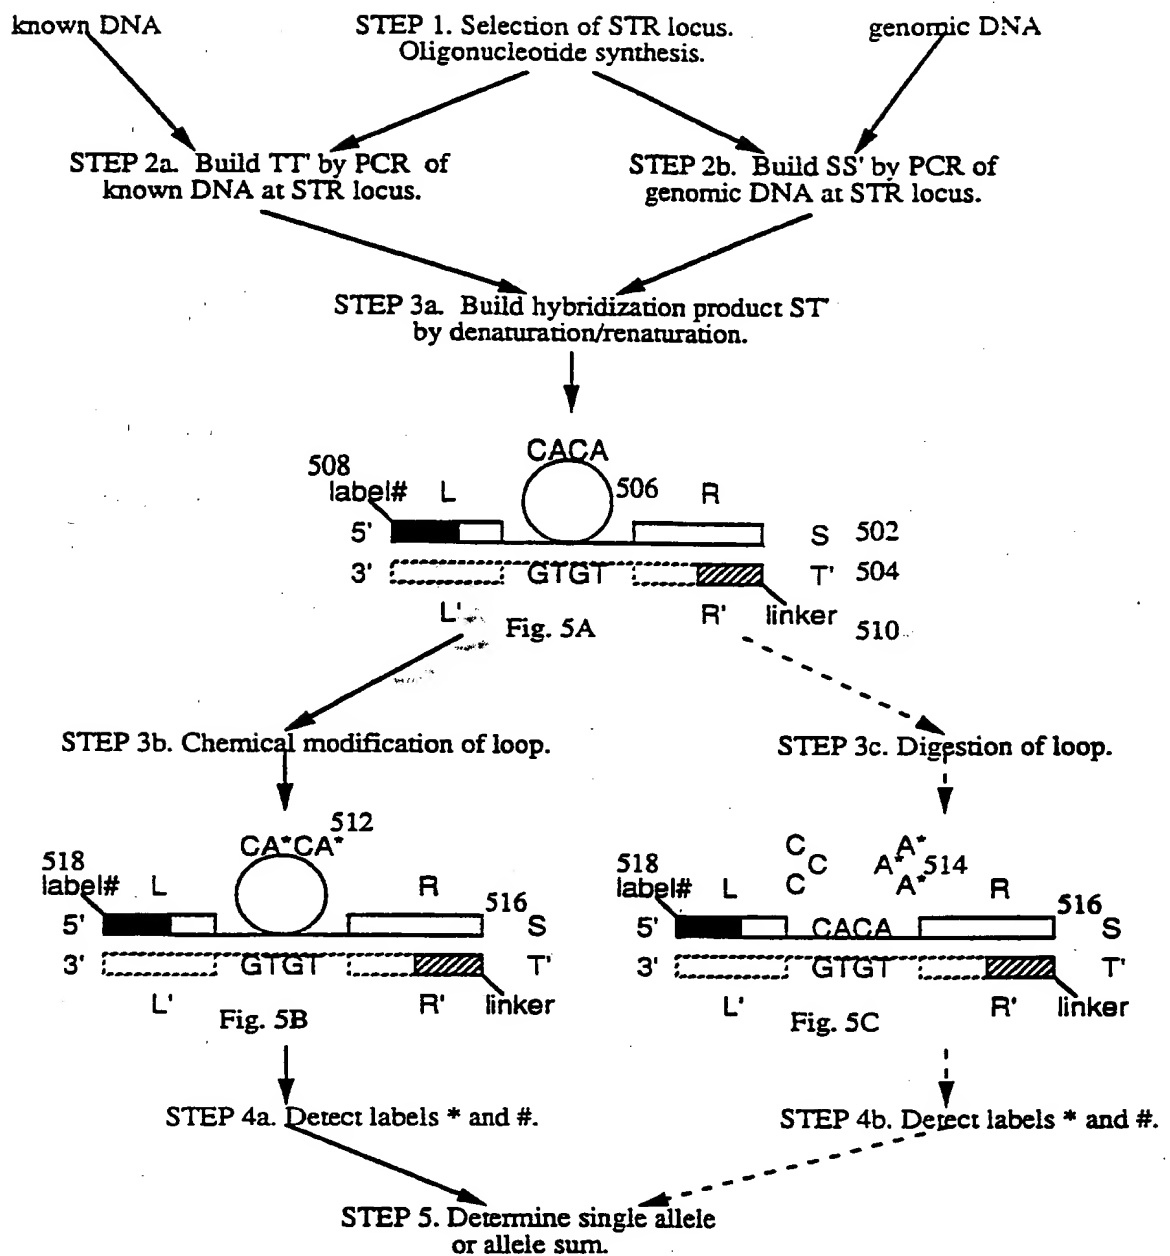 known DNA
STEP 1. Selection of STR locus.
Oligonucleotide synthesis.
genomic DNA
STEP 2a. Build TT' by PCR of
known DNA at STR locus.
STEP 2b. Build SS' by PCR of
genomic DNA at STR locus.
STEP 3a. Build hybridization product ST'
by denaturation/renaturation.
CACA
508
label# L
506
R
5'
S 502
3'
GTGT
T' 504
L'
Fig. 5A
R'
linker
510
STEP 3b. Chemical modification of loop.
STEP 3c. Digestion of loop.
CA*CA*
512
518
label# L
R
516
5'
S
3'
GTGT
T'
L'
Fig. 5B
R'
linker
C
C
C
A*
A*
A*
514
518
label# L
R
516
5'
CACA
S
3'
GTGT
T'
L'
Fig. 5C
R'
linker
STEP 4a. Detect labels * and #.
STEP 4b. Detect labels * and #.
STEP 5. Determine single allele
or allele sum.